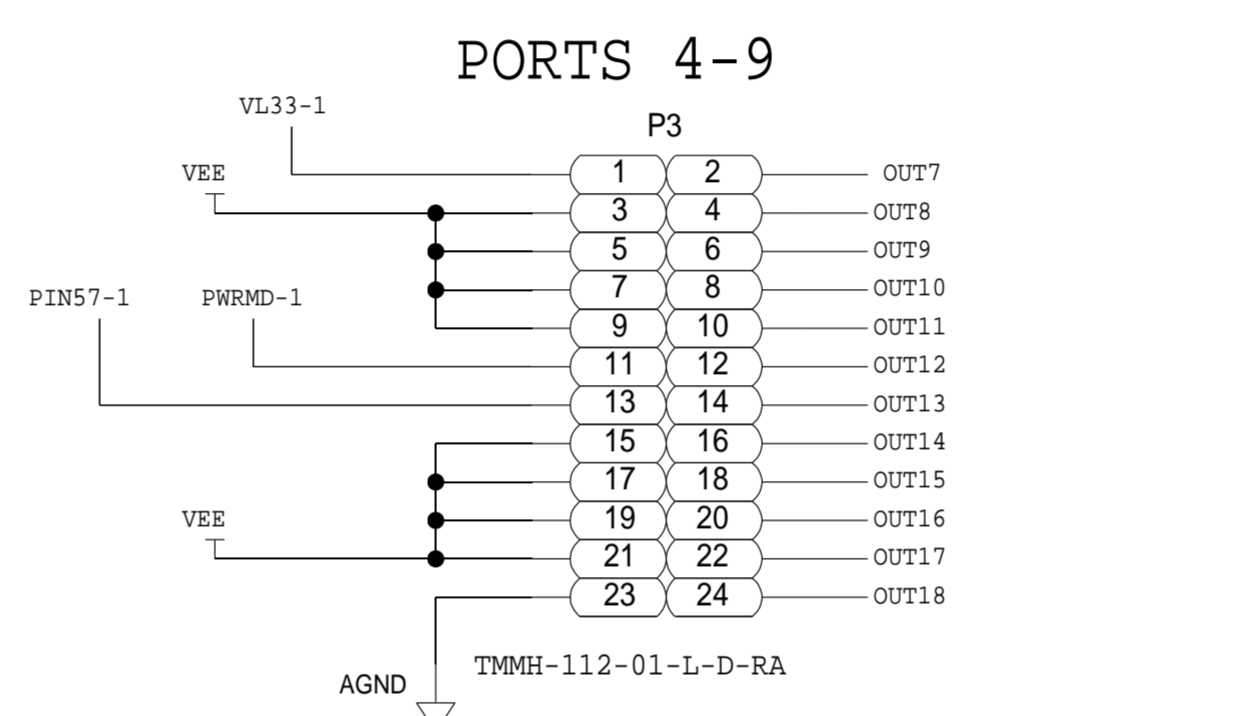 PORTS 4-9
VL33-1
P3
VEE
1 2 OUT7
3 4 OUT8
5 6 OUT9
PIN57-1 PWRMD-1
7 8 OUT10
9 10 OUT11
11 12 OUT12
13 14 OUT13
15 16 OUT14
17 18 OUT15
VEE
19 20 OUT16
21 22 OUT17
23 24 OUT18
TMMH-112-01-L-D-RA
AGND